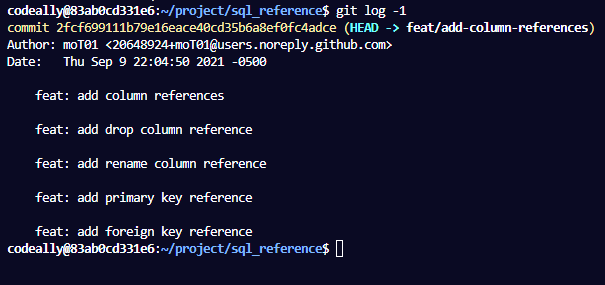 codeally@83ab0cd331e6:~/project/sql_reference$ git log -1
commit 2fcf699111b79e16eace40cd35b6a8ef0fc4adce (HEAD -> feat/add-column-references)
Author: moT01 <20648924+moT01@users.noreply.github.com>
Date:   Thu Sep 9 22:04:50 2021 -0500
feat: add column references
feat: add drop column reference
feat: add rename column reference
feat: add primary key reference
feat: add foreign key reference
codeally@83ab0cd331e6:~/project/sql_reference$